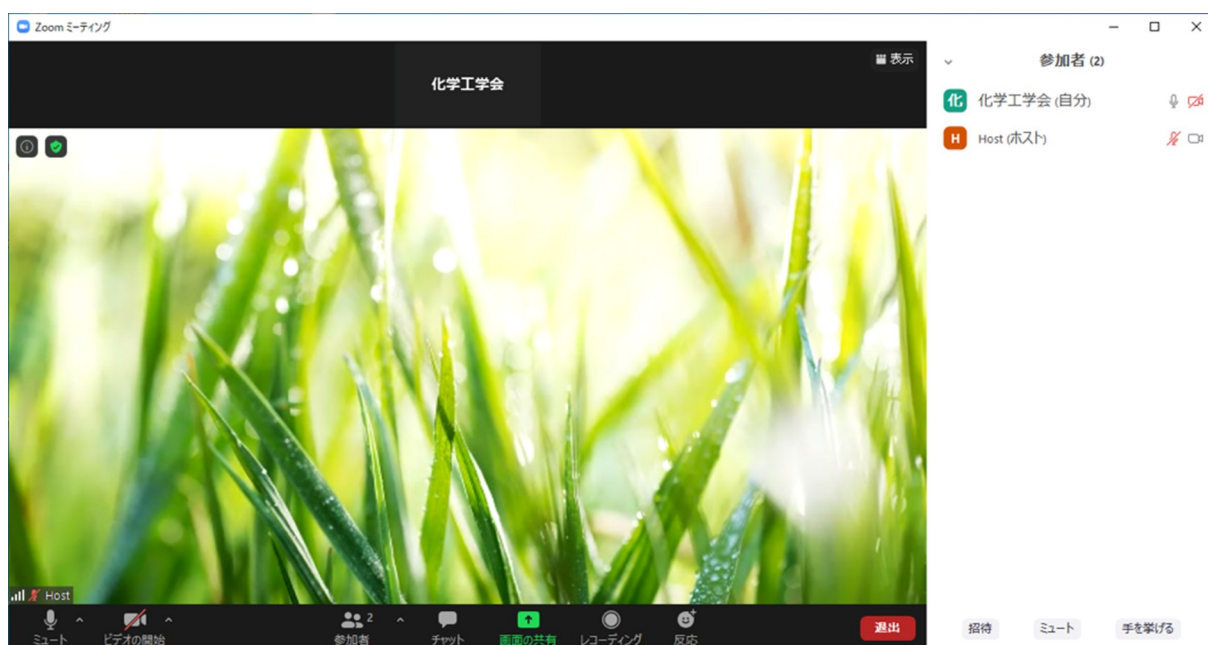 Zoom ミーティング
化学工学会
表示
参加者 (2)
化 化学工学会 (自分)
H Host (ホスト)
Host
ミュート
ビデオの開始
2
参加者
チャット
画面の共有
レコーディング
反応
退出
招待
ミュート
手を挙げる